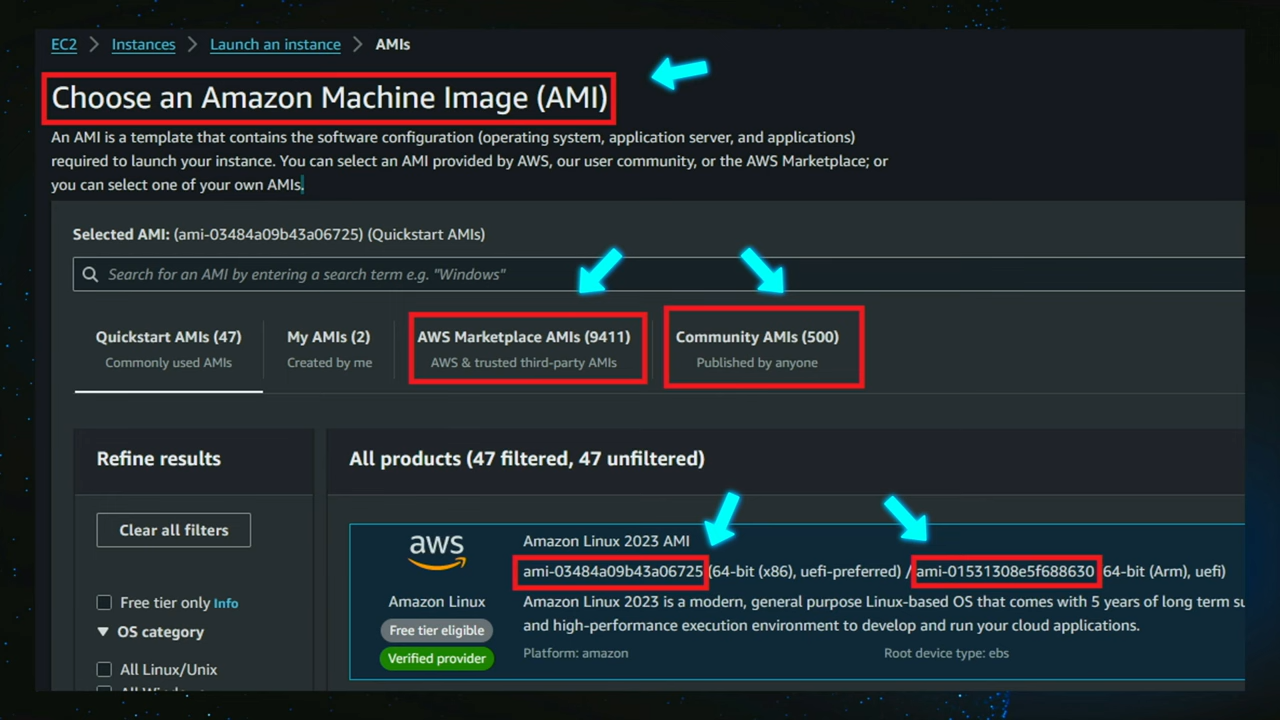 EC2 > Instances > Launch an instance > AMIs
Choose an Amazon Machine Image (AMI)
An AMI is a template that contains the software configuration (operating system, application server, and applications)
required to launch your instance. You can select an AMI provided by AWS, our user community, or the AWS Marketplace; or
you can select one of your own AMIs.
Selected AMI: (ami-03484a09b43a06725) (Quickstart AMIs)
Search for an AMI by entering a search term e.g. "Windows"
Quickstart AMIs (47)
Commonly used AMIs
My AMIs (2)
Created by me
AWS Marketplace AMIs (9411)
AWS & trusted third-party AMIs
Community AMIs (500)
Published by anyone
Refine results
Clear all filters
Free tier only Info
OS category
All Linux/Unix
All Windows
All products (47 filtered, 47 unfiltered)
aws
Amazon Linux
Free tier eligible
Verified provider
Amazon Linux 2023 AMI
ami-03484a09b43a06725 (64-bit (x86), uefi-preferred) / ami-01531308e5f688630 (64-bit (Arm), uefi)
Amazon Linux 2023 is a modern, general purpose Linux-based OS that comes with 5 years of long term su
and high-performance execution environment to develop and run your cloud applications.
Platform: amazon
Root device type: ebs